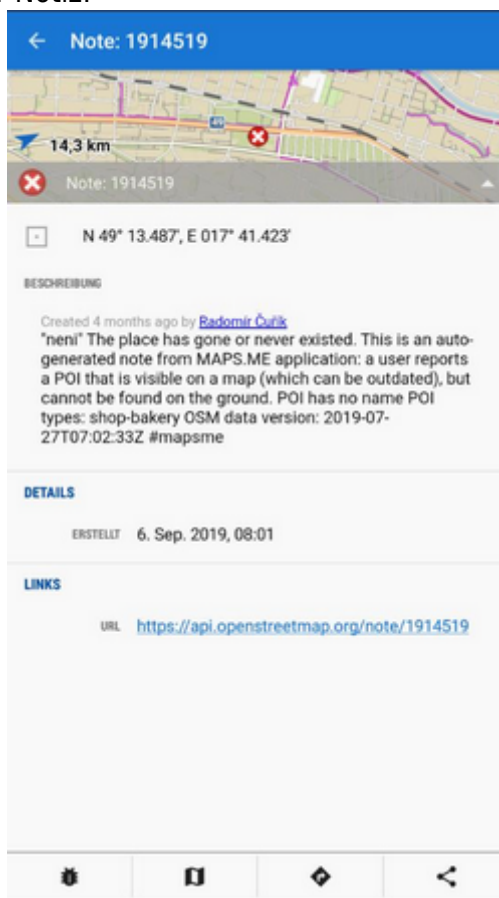 Note: 1914519
49
14,3 km
Note: 1914519
N 49° 13.487', E 017° 41.423'
BESCHREIBUNG
Created 4 months ago by Radomír Čuřík
"neni" The place has gone or never existed. This is an auto-
generated note from MAPS.ME application: a user reports
a POI that is visible on a map (which can be outdated), but
cannot be found on the ground. POI has no name POI
types: shop-bakery OSM data version: 2019-07-
27T07:02:33Z #mapsme
DETAILS
ERSTELLT 6. Sep. 2019, 08:01
LINKS
URL https://api.openstreetmap.org/note/1914519